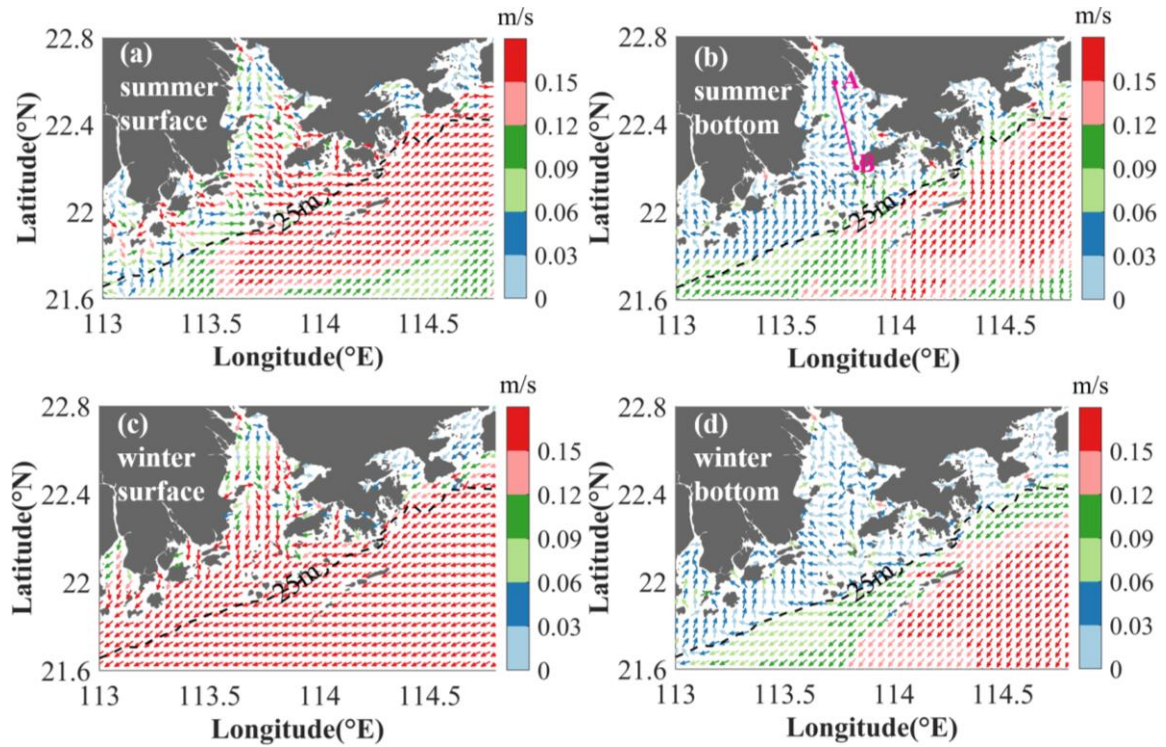 m/s
22.8
(a)
summer
surface
22.4
22
21.6
25m
0.15
0.12
0.09
0.06
0.03
0
113
113.5
114
114.5
Latitude(°N)
Longitude(°E)
m/s
22.8
(b)
summer
bottom
A
B
22.4
22
21.6
25m
0.15
0.12
0.09
0.06
0.03
0
113
113.5
114
114.5
Latitude(°N)
Longitude(°E)
m/s
22.8
(c)
winter
surface
22.4
22
21.6
25m
0.15
0.12
0.09
0.06
0.03
0
113
113.5
114
114.5
Latitude(°N)
Longitude(°E)
m/s
22.8
(d)
winter
bottom
22.4
22
21.6
25m
0.15
0.12
0.09
0.06
0.03
0
113
113.5
114
114.5
Latitude(°N)
Longitude(°E)